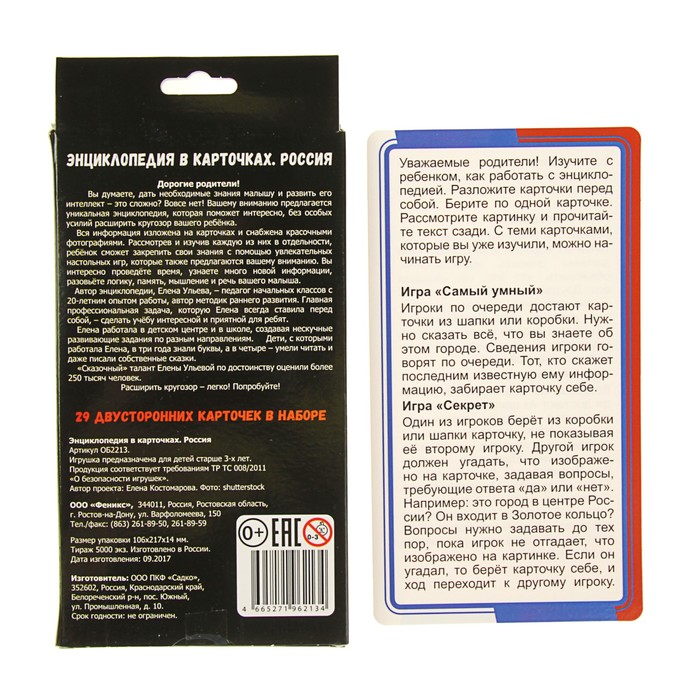 ЭНЦИКЛОПЕДИЯ В КАРТОЧКАХ. РОССИЯ
Дорогие родители!
Вы думаете, дать необходимые знания малышу и развить его
интеллект – это сложно? Вовсе нет! Вашему вниманию предлагается
уникальная энциклопедия, которая поможет интересно, без особых
усилий расширить кругозор вашего ребёнка.
Вся информация изложена на карточках и снабжена красочными
фотографиями. Рассмотрев и изучив каждую из них в отдельности,
ребёнок сможет закрепить свои знания с помощью увлекательных
настольных игр, которые также предлагаются вашему вниманию. Вы
интересно проведёте время, узнаете много новой информации,
разовьёте логику, память, мышление и речь вашего малыша.
Автор энциклопедии, Елена Ульева, – педагог начальных классов с
20-летним опытом работы, автор методик раннего развития. Главная
профессиональная задача, которую Елена всегда ставила перед
собой, – сделать учёбу интересной и приятной для ребят.
Елена работала в детском центре и в школе, создавая нескучные
развивающие задания по разным направлениям. Дети, с которыми
работала Елена, в три года знали буквы, а в четыре – умели читать и
даже писали собственные сказки.
«Сказочный» талант Елены Ульевой по достоинству оценили более
250 тысяч человек.
Расширить кругозор – легко! Попробуйте!
29 ДВУСТОРОННИХ КАРТОЧЕК В НАБОРЕ
Энциклопедия в карточках. Россия
Артикул ОБ2213.
Игрушка предназначена для детей старше 3-х лет.
Продукция соответствует требованиям ТР ТС 008/2011
«О безопасности игрушек».
Автор проекта: Елена Костомарова. Фото: shutterstock
ООО «Феникс», 344011, Россия, Ростовская область,
г. Ростов-на-Дону, ул. Варфоломеева, 150
Тел./факс: (863) 261-89-50, 261-89-59
Размер упаковки 106х217х14 мм.
Тираж 5000 экз. Изготовлено в России.
Дата изготовления 09.2017
Изготовитель: ООО ПКФ «Садко»,
352602, Россия, Краснодарский край,
Белореченский р-н, пос. Южный,
ул. Промышленная, д. 10.
Срок годности: не ограничен.
0+
EAC
0-3
4 665271 962134
Уважаемые родители! Изучите с
ребенком, как работать с энцикло-
педией. Разложите карточки перед
собой. Берите по одной карточке.
Рассмотрите картинку и прочитай-
те текст сзади. С теми карточками,
которые вы уже изучили, можно на-
чинать игру.
Игра «Самый умный»
Игроки по очереди достают кар-
точки из шапки или коробки. Нуж-
но сказать всё, что вы знаете об
этом городе. Сведения игроки го-
ворят по очереди. Тот, кто скажет
последним известную ему инфор-
мацию, забирает карточку себе.
Игра «Секрет»
Один из игроков берёт из коробки
или шапки карточку, не показывая
её второму игроку. Другой игрок
должен угадать, что изображе-
но на карточке, задавая вопросы,
требующие ответа «да» или «нет».
Например: это город в центре Рос-
сии? Он входит в Золотое кольцо?
Вопросы нужно задавать до тех
пор, пока игрок не отгадает, что
изображено на картинке. Если он
угадал, то берёт карточку себе, и
ход переходит к другому игроку.